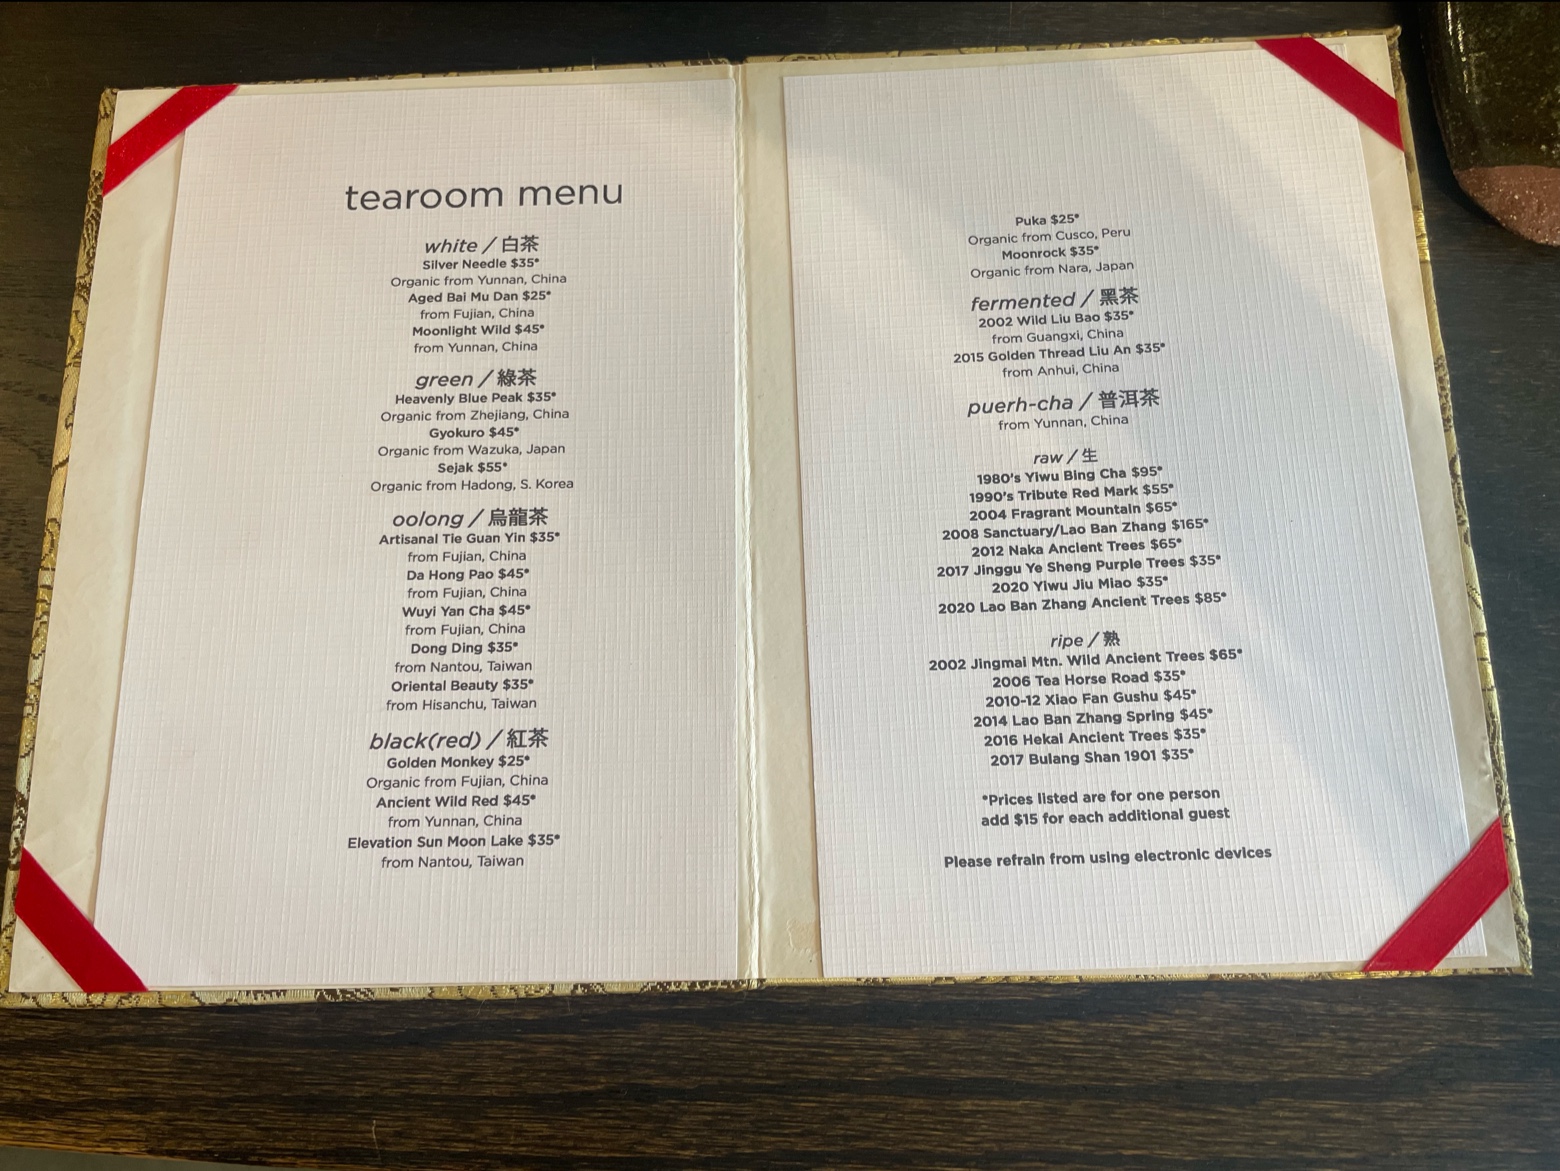 tearoom menu
white / 白茶
Silver Needle $35*
Organic from Yunnan, China
Aged Bai Mu Dan $25*
from Fujian, China
Moonlight Wild $45*
from Yunnan, China
green / 綠茶
Heavenly Blue Peak $35*
Organic from Zhejiang, China
Gyokuro $45*
Organic from Wazuka, Japan
Sejak $55*
Organic from Hadong, S. Korea
oolong / 烏龍茶
Artisanal Tie Guan Yin $35*
from Fujian, China
Da Hong Pao $45*
from Fujian, China
Wuyi Yan Cha $45*
from Fujian, China
Dong Ding $35*
from Nantou, Taiwan
Oriental Beauty $35*
from Hisanchu, Taiwan
black(red) / 紅茶
Golden Monkey $25*
Organic from Fujian, China
Ancient Wild Red $45*
from Yunnan, China
Elevation Sun Moon Lake $35*
from Nantou, Taiwan
Puka $25*
Organic from Cusco, Peru
Moonrock $35*
Organic from Nara, Japan
fermented / 黑茶
2002 Wild Liu Bao $35*
from Guangxi, China
2015 Golden Thread Liu An $35*
from Anhui, China
puerh-cha / 普洱茶
from Yunnan, China
raw / 生
1980's Yiwu Bing Cha $95*
1990's Tribute Red Mark $55*
2004 Fragrant Mountain $65*
2008 Sanctuary/Lao Ban Zhang $165*
2012 Naka Ancient Trees $65*
2017 Jinggu Ye Sheng Purple Trees $35*
2020 Yiwu Jiu Miao $35*
2020 Lao Ban Zhang Ancient Trees $85*
ripe / 熟
2002 Jingmai Mtn. Wild Ancient Trees $65*
2006 Tea Horse Road $35*
2010-12 Xiao Fan Gushu $45*
2014 Lao Ban Zhang Spring $45*
2016 Hekai Ancient Trees $35*
2017 Bulang Shan 1901 $35*
*Prices listed are for one person
add $15 for each additional guest
Please refrain from using electronic devices